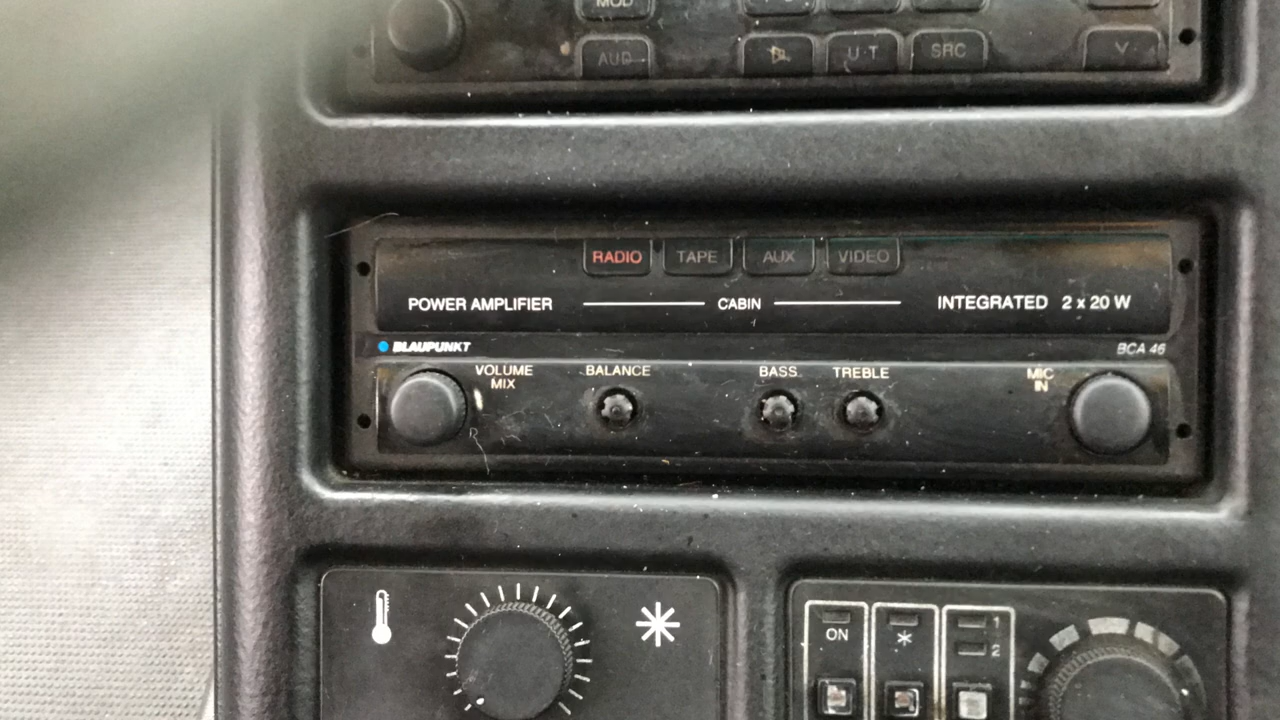 MOD
AUD
U·T
SRC
RADIO TAPE AUX VIDEO
POWER AMPLIFIER CABIN INTEGRATED 2 x 20 W
BLAUPUNKT BCA 46
VOLUME MIX BALANCE BASS TREBLE MIC IN
ON
1
2